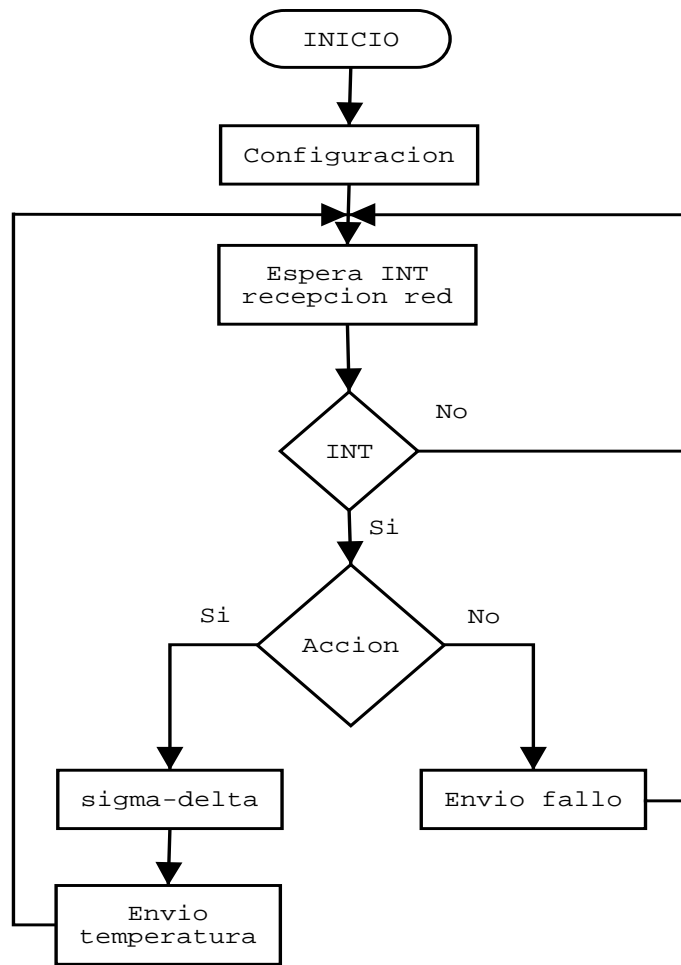 INICIO
Configuracion
Espera INT
recepcion red
No
INT
Si
Si
No
Accion
sigma-delta
Envio fallo
Envio
temperatura